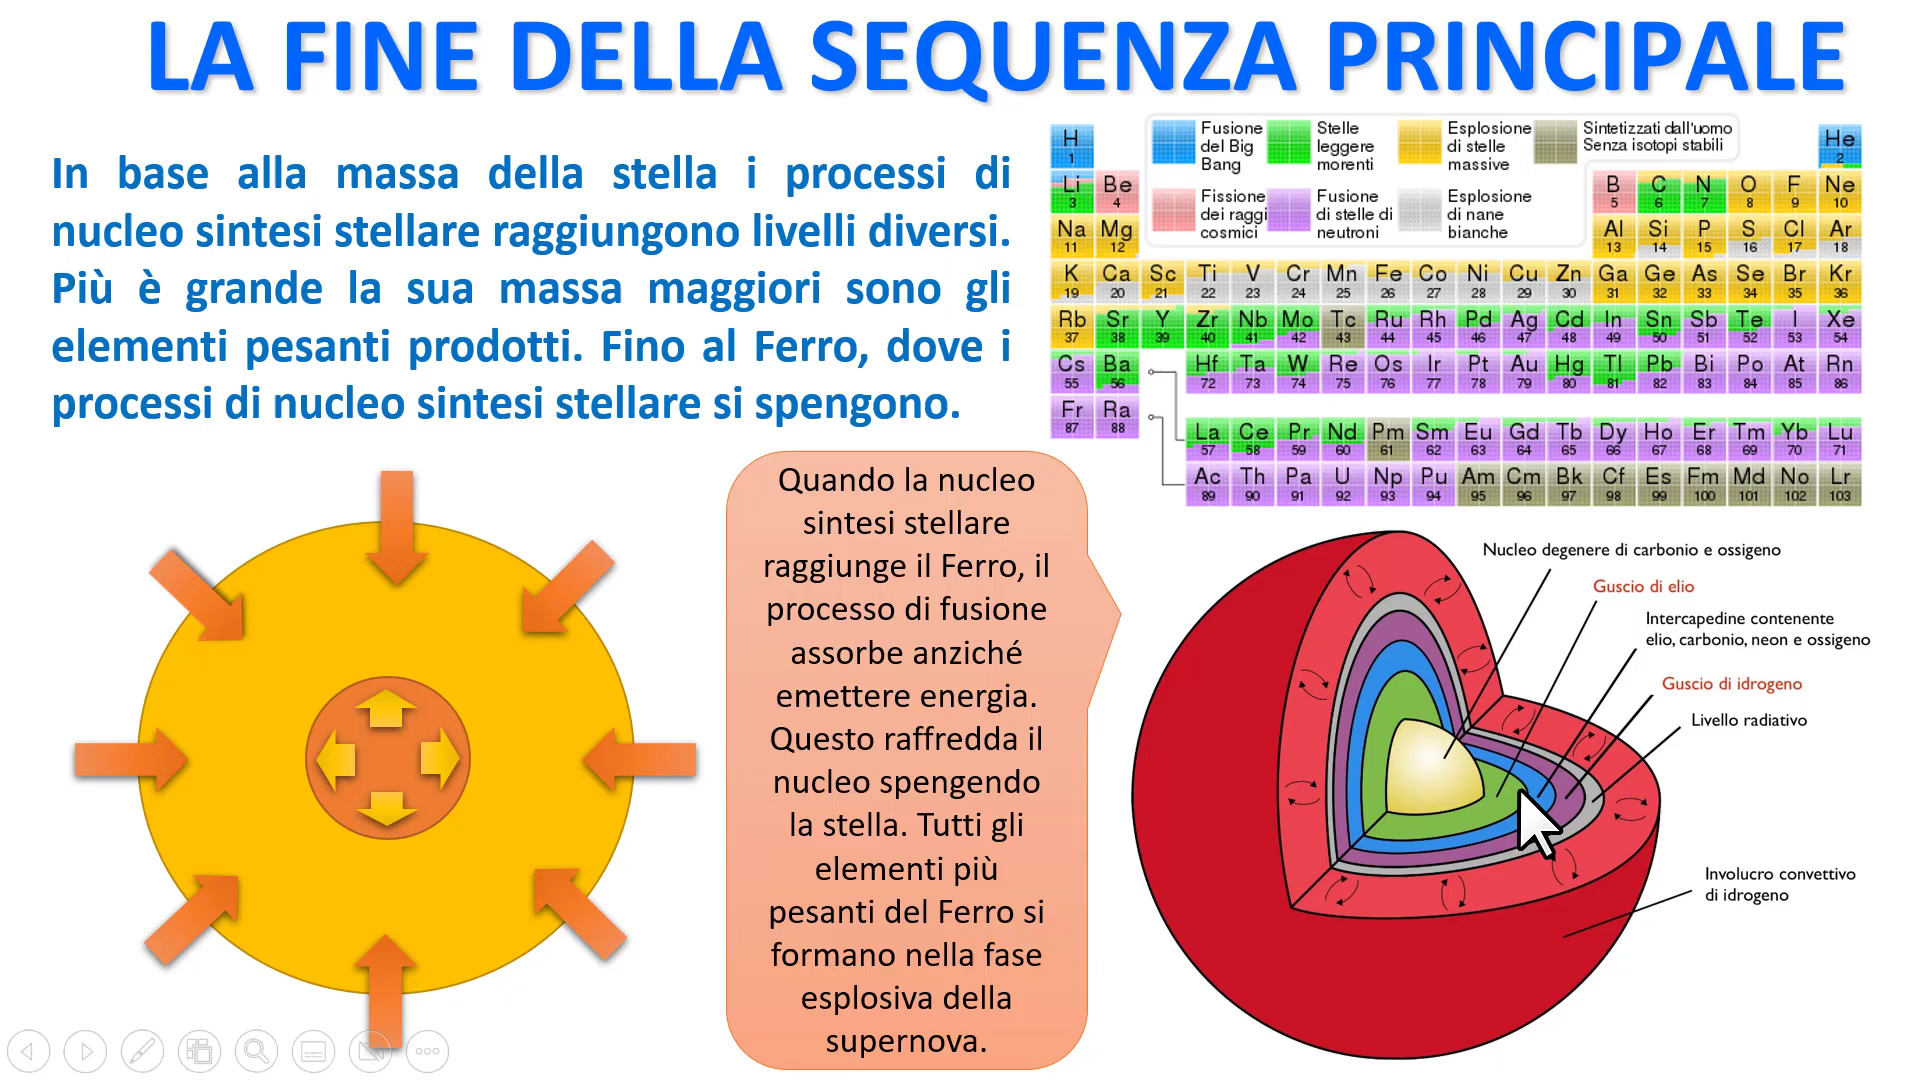 LA FINE DELLA SEQUENZA PRINCIPALE
In base alla massa della stella i processi di
nucleo sintesi stellare raggiungono livelli diversi.
Più è grande la sua massa maggiori sono gli
elementi pesanti prodotti. Fino al Ferro, dove i
processi di nucleo sintesi stellare si spengono.
Fusione
del Big
Bang
Stelle
leggere
morenti
Esplosione
di stelle
massive
Sintetizzati dall'uomo
Senza isotopi stabili
Fissione
dei raggi
cosmici
Fusione
di stelle di
neutroni
Esplosione
di nane
bianche
H He
1 2
Li Be B C N O F Ne
3 4 5 6 7 8 9 10
Na Mg Al Si P S Cl Ar
11 12 13 14 15 16 17 18
K Ca Sc Ti V Cr Mn Fe Co Ni Cu Zn Ga Ge As Se Br Kr
19 20 21 22 23 24 25 26 27 28 29 30 31 32 33 34 35 36
Rb Sr Y Zr Nb Mo Tc Ru Rh Pd Ag Cd In Sn Sb Te I Xe
37 38 39 40 41 42 43 44 45 46 47 48 49 50 51 52 53 54
Cs Ba Hf Ta W Re Os Ir Pt Au Hg Tl Pb Bi Po At Rn
55 56 72 73 74 75 76 77 78 79 80 81 82 83 84 85 86
Fr Ra
87 88
La Ce Pr Nd Pm Sm Eu Gd Tb Dy Ho Er Tm Yb Lu
57 58 59 60 61 62 63 64 65 66 67 68 69 70 71
Ac Th Pa U Np Pu Am Cm Bk Cf Es Fm Md No Lr
89 90 91 92 93 94 95 96 97 98 99 100 101 102 103
Quando la nucleo
sintesi stellare
raggiunge il Ferro, il
processo di fusione
assorbe anziché
emettere energia.
Questo raffredda il
nucleo spengendo
la stella. Tutti gli
elementi più
pesanti del Ferro si
formano nella fase
esplosiva della
supernova.
Nucleo degenere di carbonio e ossigeno
Guscio di elio
Intercapedine contenente
elio, carbonio, neon e ossigeno
Guscio di idrogeno
Livello radiativo
Involucro convettivo
di idrogeno